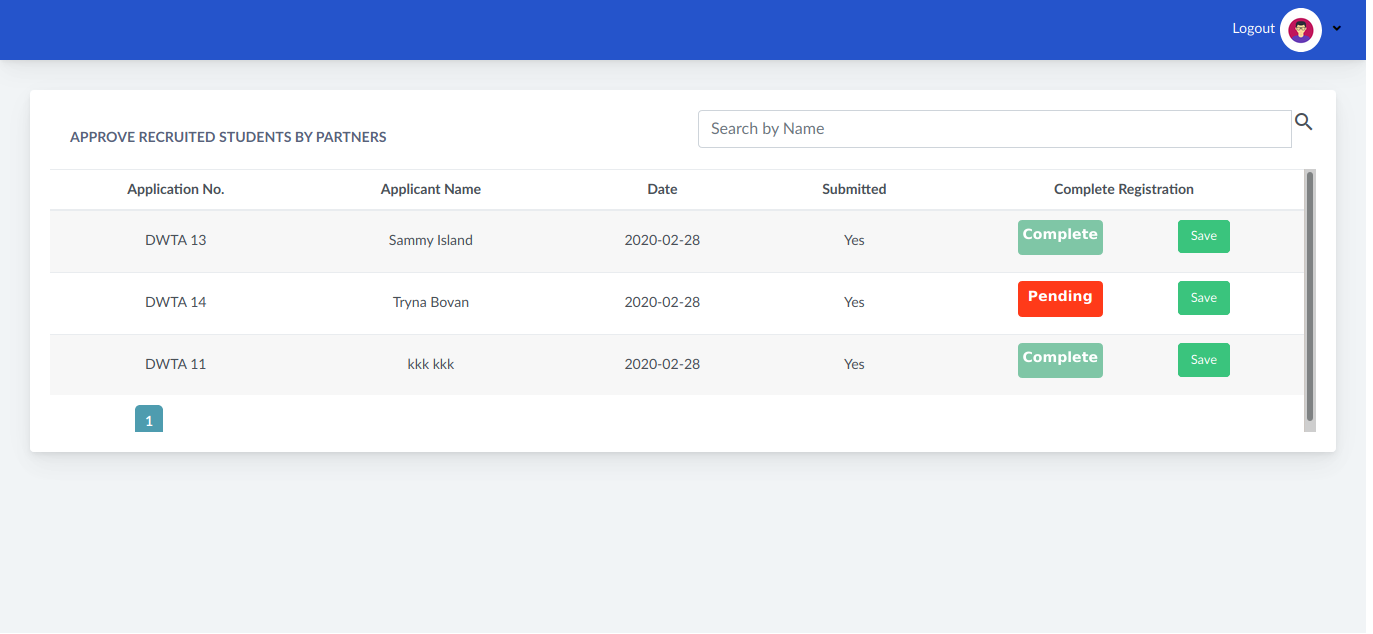 Logout
APPROVE RECRUITED STUDENTS BY PARTNERS
Search by Name
Application No. Applicant Name Date Submitted Complete Registration
DWTA 13 Sammy Island 2020-02-28 Yes Complete Save
DWTA 14 Tryna Bovan 2020-02-28 Yes Pending Save
DWTA 11 kkk kkk 2020-02-28 Yes Complete Save
1